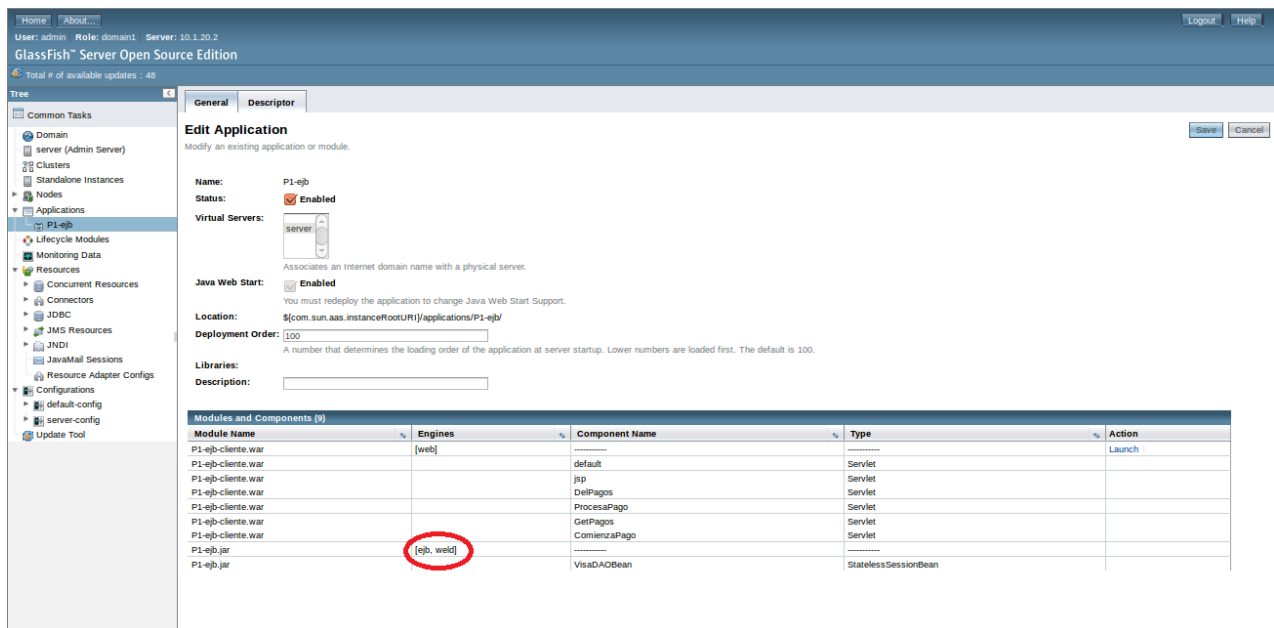 Home About... Logout Help
User: admin Role: domain1 Server: 10.1.20.2
GlassFish™ Server Open Source Edition
Total # of available updates : 48
Tree
Common Tasks
Domain
server (Admin Server)
Clusters
Standalone Instances
Nodes
Applications
P1-ejb
Lifecycle Modules
Monitoring Data
Resources
Concurrent Resources
Connectors
JDBC
JMS Resources
JNDI
JavaMail Sessions
Resource Adapter Configs
Configurations
default-config
server-config
Update Tool
General Descriptor
Edit Application Save Cancel
Modify an existing application or module.
Name: P1-ejb
Status: Enabled
Virtual Servers: server
Associates an Internet domain name with a physical server.
Java Web Start: Enabled
You must redeploy the application to change Java Web Start Support.
Location: ${com.sun.aas.instanceRootURI}/applications/P1-ejb/
Deployment Order: 100
A number that determines the loading order of the application at server startup. Lower numbers are loaded first. The default is 100.
Libraries:
Description:
Modules and Components (9)
Module Name Engines Component Name Type Action
P1-ejb-cliente.war [web] ----------- ----------- Launch
P1-ejb-cliente.war default Servlet
P1-ejb-cliente.war jsp Servlet
P1-ejb-cliente.war DelPagos Servlet
P1-ejb-cliente.war ProcesaPago Servlet
P1-ejb-cliente.war GetPagos Servlet
P1-ejb-cliente.war ComienzaPago Servlet
P1-ejb.jar [ejb, weld] ----------- -----------
P1-ejb.jar VisaDAOBean StatelessSessionBean